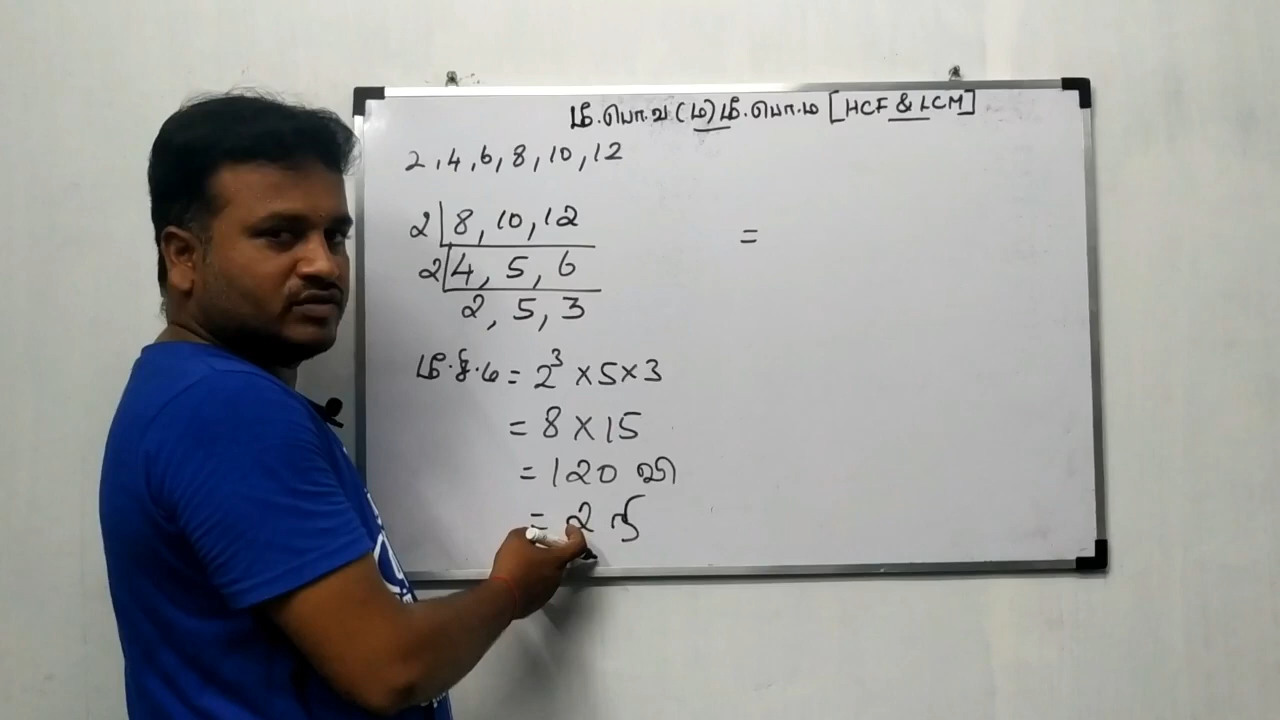 மீ.பொ.வ (ம) மீ.பொ.ம [HCF & LCM]
2, 4, 6, 8, 10, 12
2 | 8, 10, 12
=
2 | 4, 5, 6
2, 5, 3
மீ.சி.ம = 2³ × 5 × 3
= 8 × 15
= 120 வி
= 2 நி